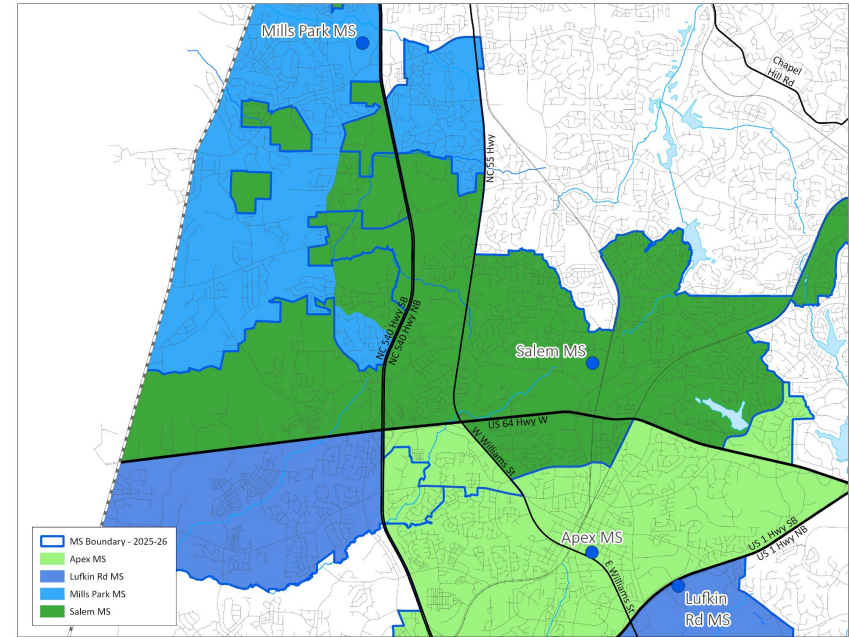 Mills Park MS
Chapel
Hill Rd
NC 55 Hwy
NC 540 Hwy SB
NC 540 Hwy NB
Salem MS
US 64 Hwy W
W Williams St
Apex MS
E Williams St
US 1 Hwy SB
US 1 Hwy NB
Lufkin
Rd MS
MS Boundary - 2025-26
Apex MS
Lufkin Rd MS
Mills Park MS
Salem MS